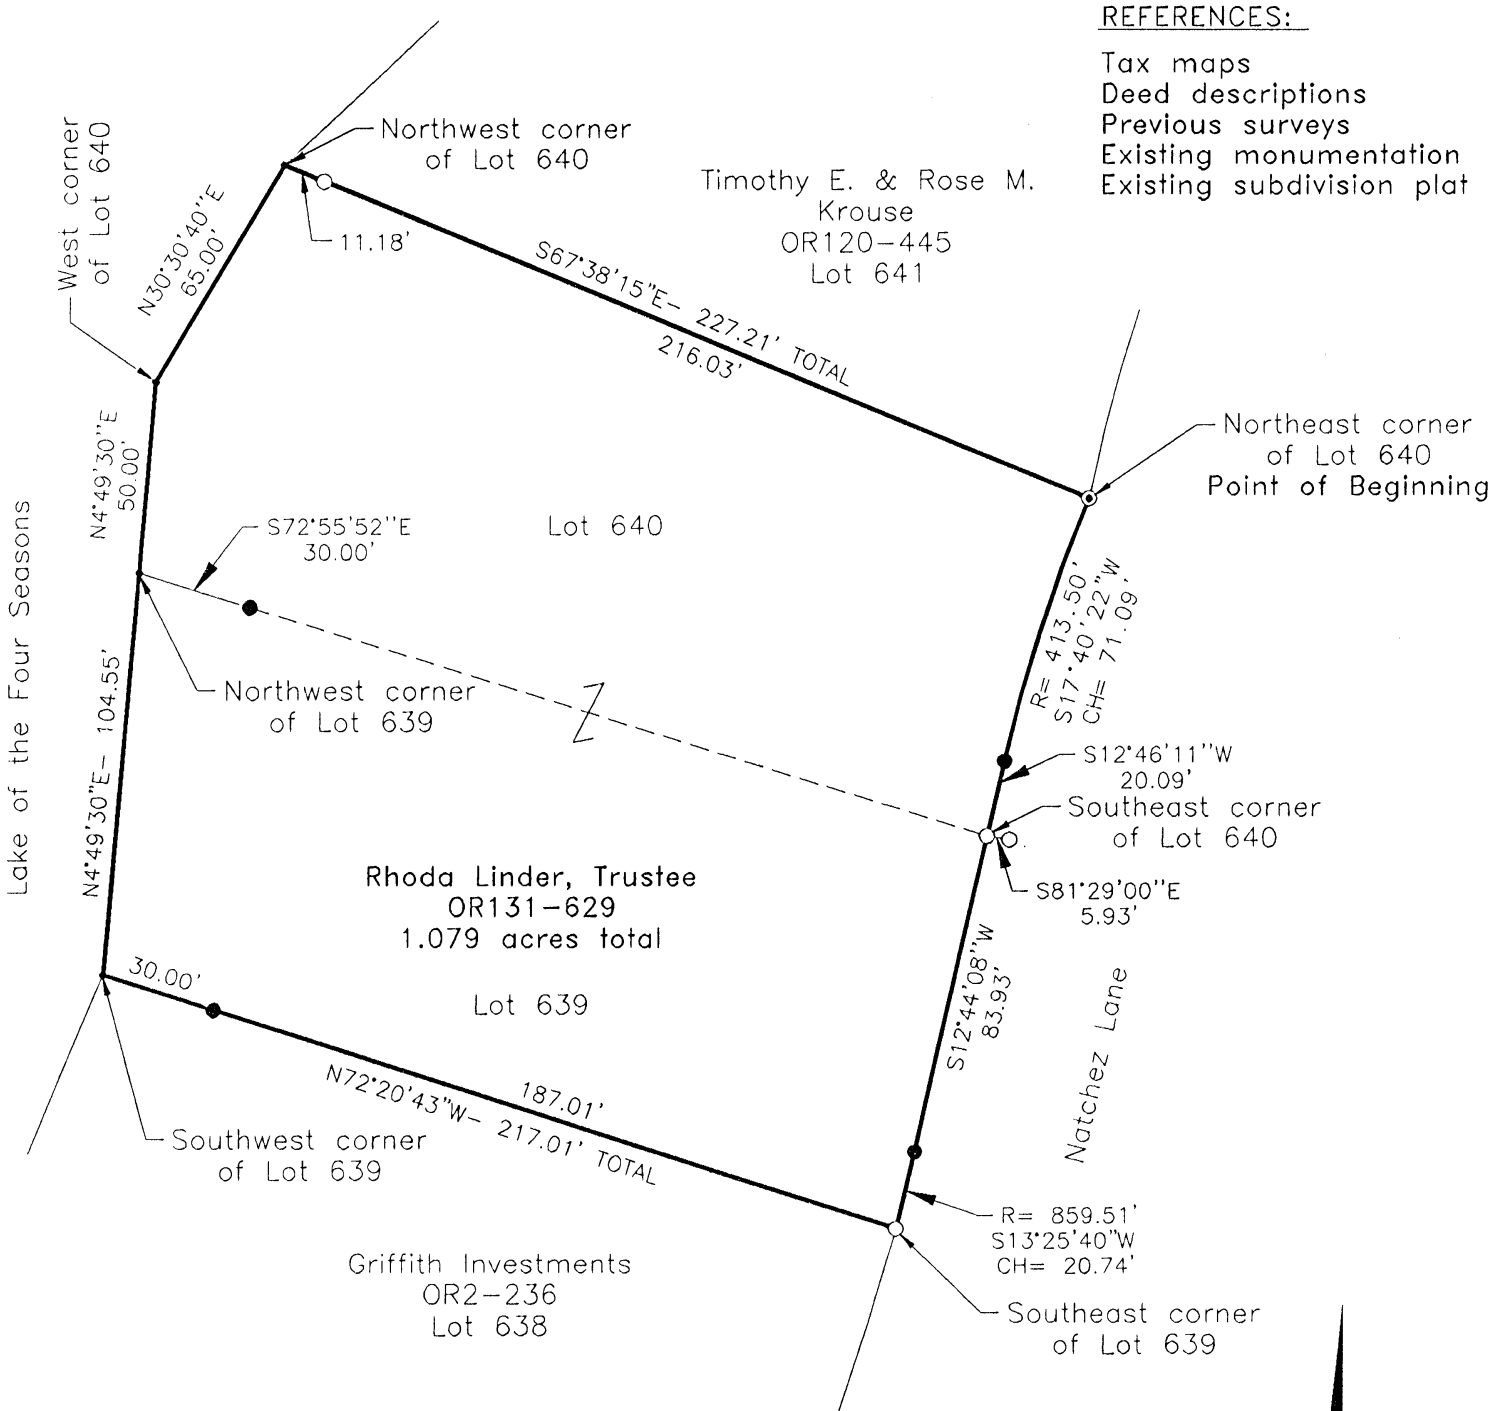 REFERENCES:
Tax maps
Deed descriptions
Previous surveys
Existing monumentation
Existing subdivision plat
Northwest corner
of Lot 640
West corner
of Lot 640
N30°30'40"E
65.00'
11.18'
Timothy E. & Rose M.
Krouse
OR120-445
Lot 641
S67°38'15"E- 227.21' TOTAL
216.03'
Northeast corner
of Lot 640
Point of Beginning
N4°49'30"E
50.00'
S72°55'52"E
30.00'
Lot 640
Lake of the Four Seasons
R= 413.50'
S17°40'22"W
CH= 71.09'
N4°49'30"E- 104.55'
Northwest corner
of Lot 639
S12°46'11"W
20.09'
Southeast corner
of Lot 640
S81°29'00"E
5.93'
Rhoda Linder, Trustee
OR131-629
1.079 acres total
Lot 639
S12°44'08"W
83.93'
Natchez Lane
30.00'
187.01'
N72°20'43"W- 217.01' TOTAL
Southwest corner
of Lot 639
R= 859.51'
S13°25'40"W
CH= 20.74'
Griffith Investments
OR2-236
Lot 638
Southeast corner
of Lot 639